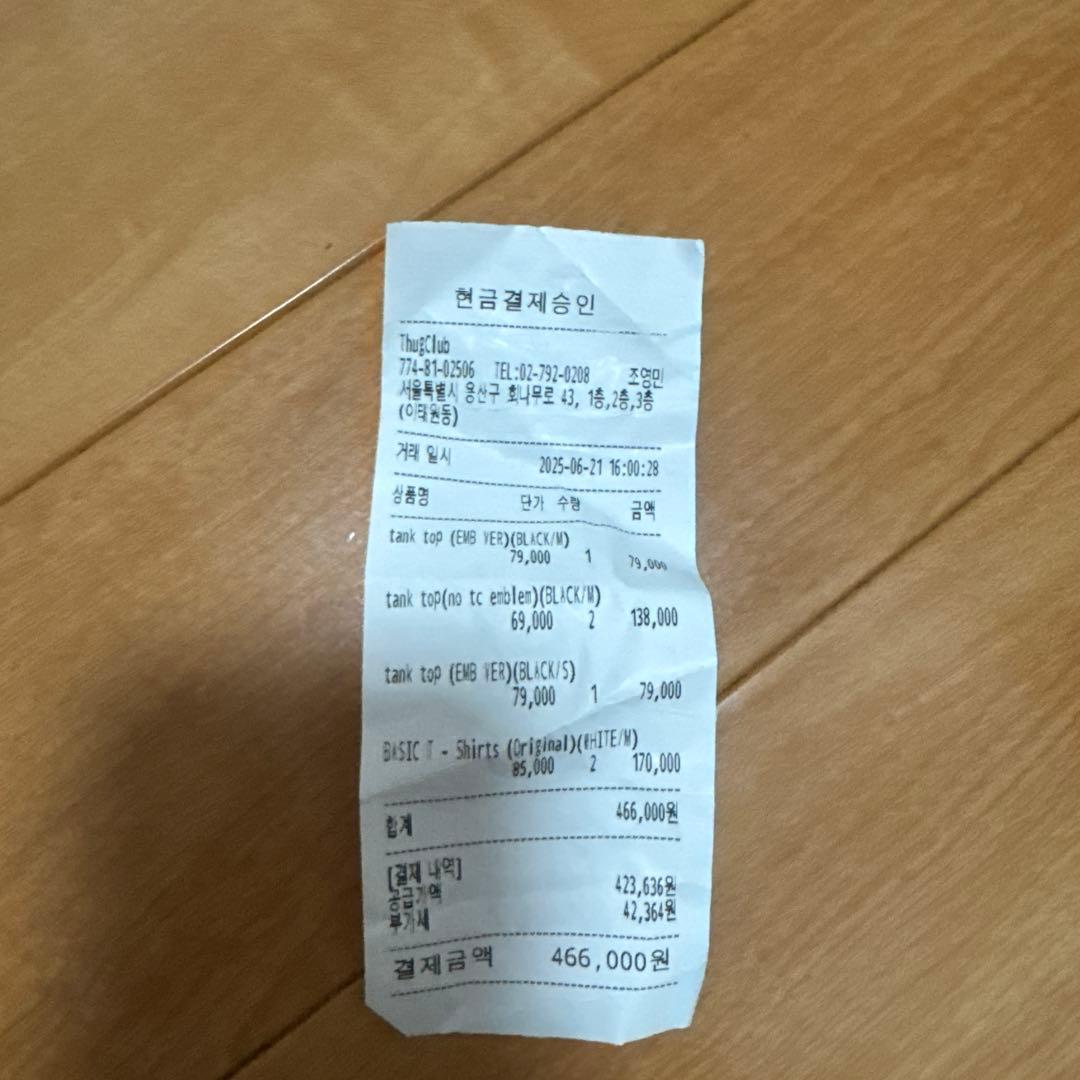 현금결제승인
ThugClub
774-81-02506 TEL:02-792-0208 조영민
서울특별시 용산구 회나무로 43, 1층,2층,3층
(이태원동)
거래 일시 2025-06-21 16:00:28
상품명 단가 수량 금액
tank top (EMB VER)(BLACK/M)
79,000 1 79,000
tank top(no tc emblem)(BLACK/M)
69,000 2 138,000
tank top (EMB VER)(BLACK/S)
79,000 1 79,000
BASIC T - Shirts (Original)(WHITE/M)
85,000 2 170,000
합계 466,000원
[결제 내역]
공급가액 423,636원
부가세 42,364원
결제금액 466,000원